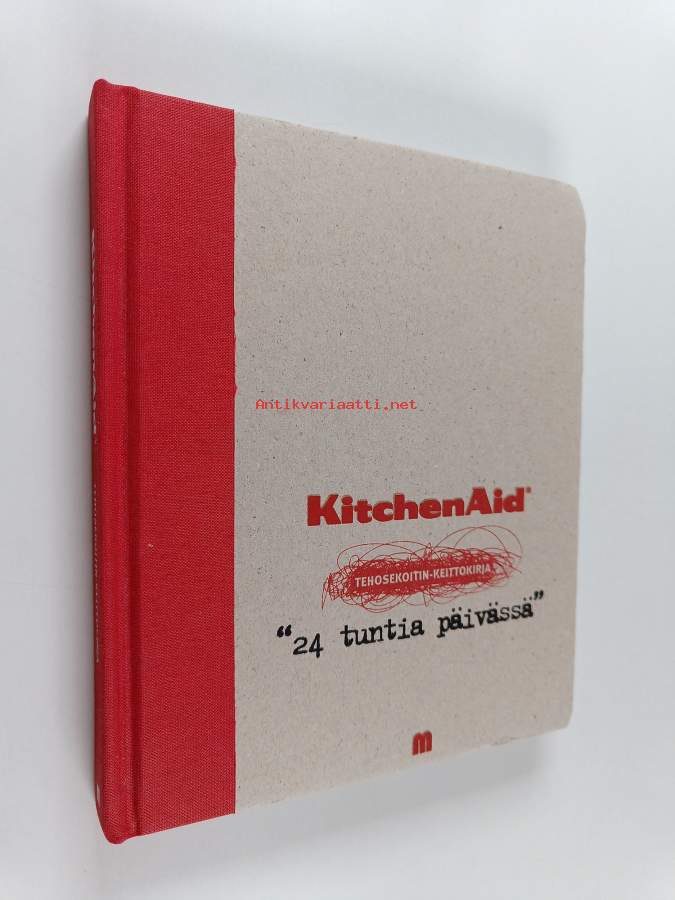 Antikvariaatti.net
KitchenAid®
TEHOSEKOITIN-KEITTOKIRJA
“24 tuntia päivässä”
m